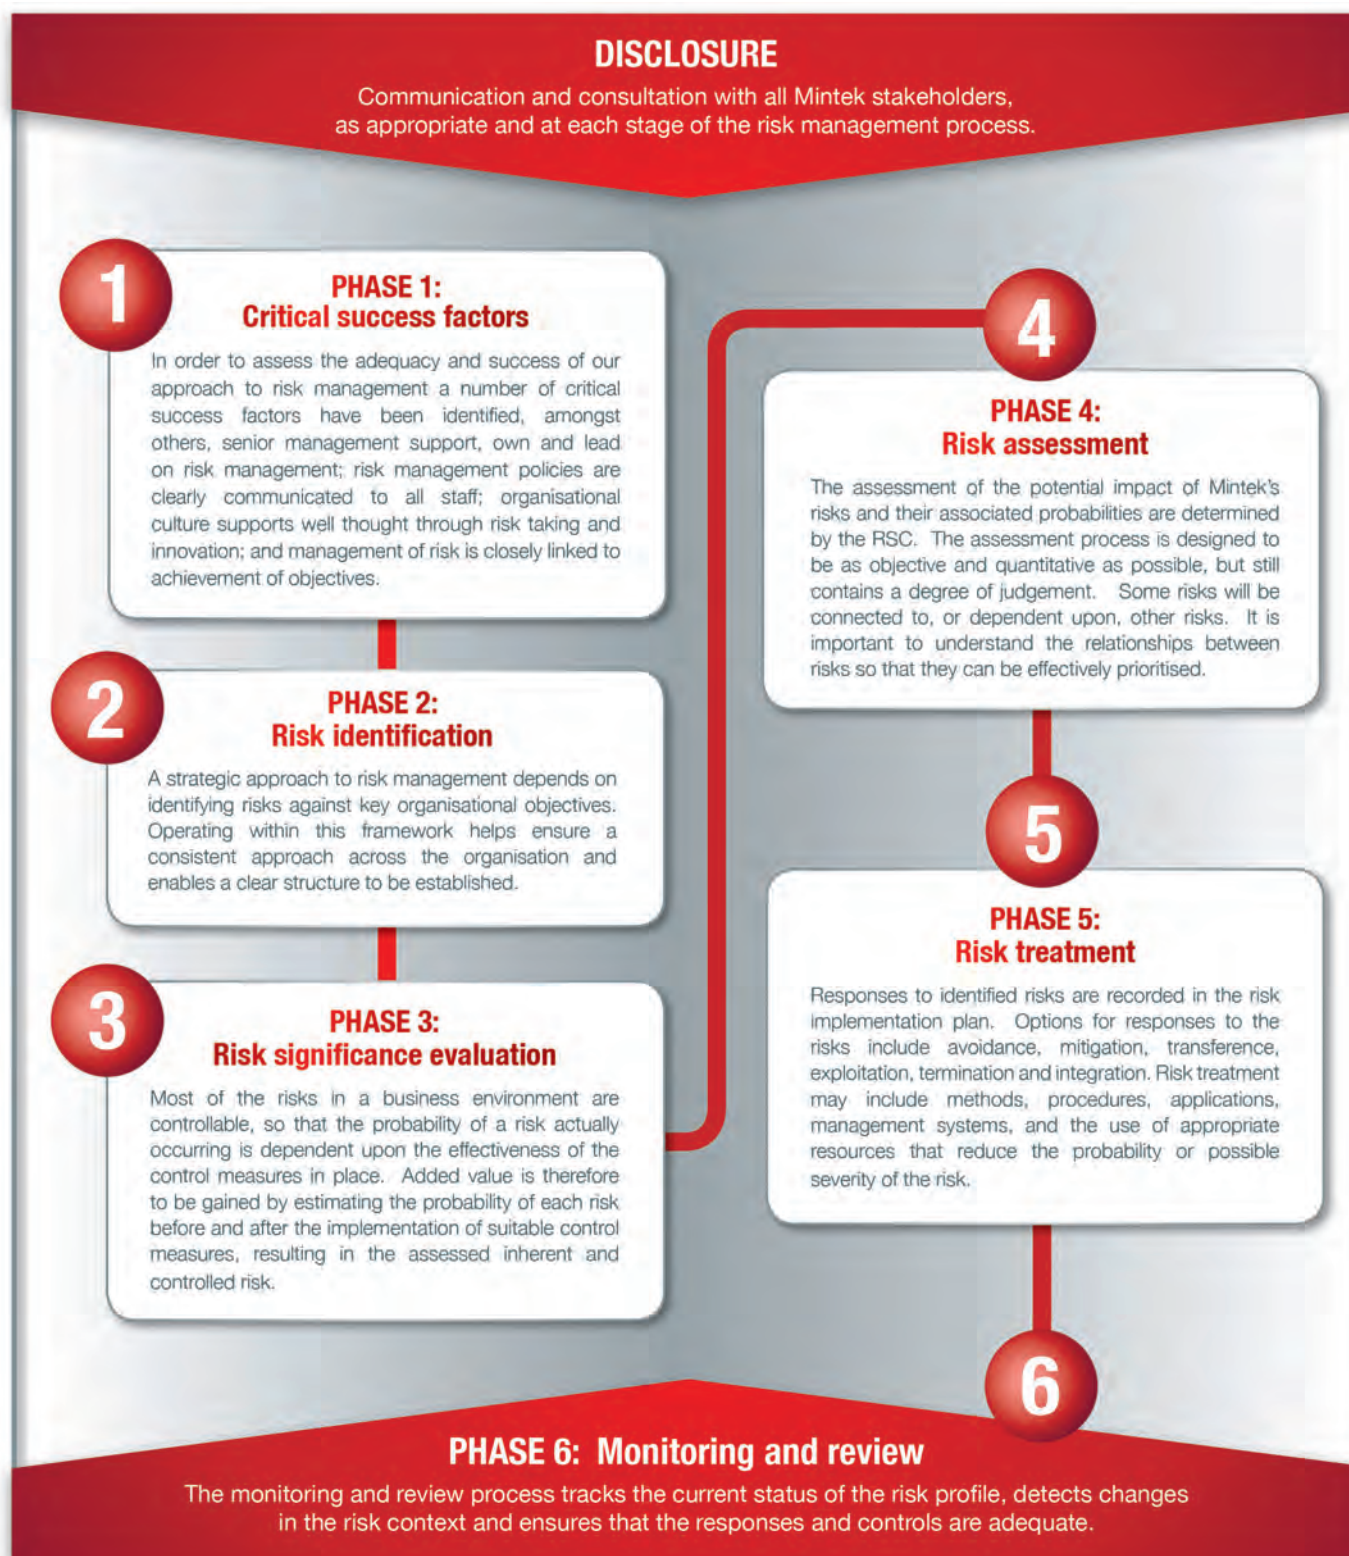 DISCLOSURE
Communication and consultation with all Mintek stakeholders,
as appropriate and at each stage of the risk management process.
1
PHASE 1:
Critical success factors
In order to assess the adequacy and success of our
approach to risk management a number of critical
success factors have been identified, amongst
others, senior management support, own and lead
on risk management; risk management policies are
clearly communicated to all staff; organisational
culture supports well thought through risk taking and
innovation; and management of risk is closely linked to
achievement of objectives.
2
PHASE 2:
Risk identification
A strategic approach to risk management depends on
identifying risks against key organisational objectives.
Operating within this framework helps ensure a
consistent approach across the organisation and
enables a clear structure to be established.
3
PHASE 3:
Risk significance evaluation
Most of the risks in a business environment are
controllable, so that the probability of a risk actually
occurring is dependent upon the effectiveness of the
control measures in place. Added value is therefore
to be gained by estimating the probability of each risk
before and after the implementation of suitable control
measures, resulting in the assessed inherent and
controlled risk.
4
PHASE 4:
Risk assessment
The assessment of the potential impact of Mintek's
risks and their associated probabilities are determined
by the RSC. The assessment process is designed to
be as objective and quantitative as possible, but still
contains a degree of judgement. Some risks will be
connected to, or dependent upon, other risks. It is
important to understand the relationships between
risks so that they can be effectively prioritised.
5
PHASE 5:
Risk treatment
Responses to identified risks are recorded in the risk
implementation plan. Options for responses to the
risks include avoidance, mitigation, transference,
exploitation, termination and integration. Risk treatment
may include methods, procedures, applications,
management systems, and the use of appropriate
resources that reduce the probability or possible
severity of the risk.
6
PHASE 6: Monitoring and review
The monitoring and review process tracks the current status of the risk profile, detects changes
in the risk context and ensures that the responses and controls are adequate.